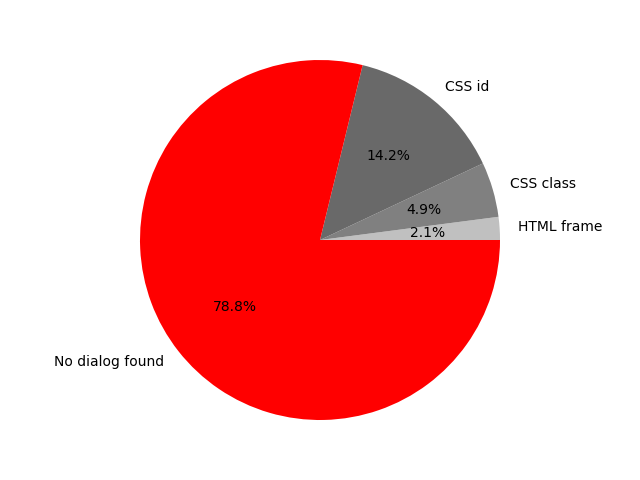 CSS id
14.2%
CSS class
4.9%
HTML frame
2.1%
78.8%
No dialog found